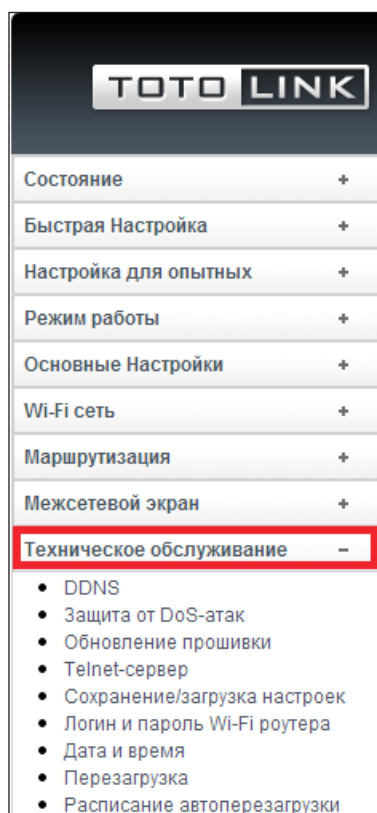 TOTO LINK
Состояние +
Быстрая Настройка +
Настройка для опытных +
Режим работы +
Основные Настройки +
Wi-Fi сеть +
Маршрутизация +
Межсетевой экран +
Техническое обслуживание –
• DDNS
• Защита от DoS-атак
• Обновление прошивки
• Telnet-сервер
• Сохранение/загрузка настроек
• Логин и пароль Wi-Fi роутера
• Дата и время
• Перезагрузка
• Расписание автоперезагрузки